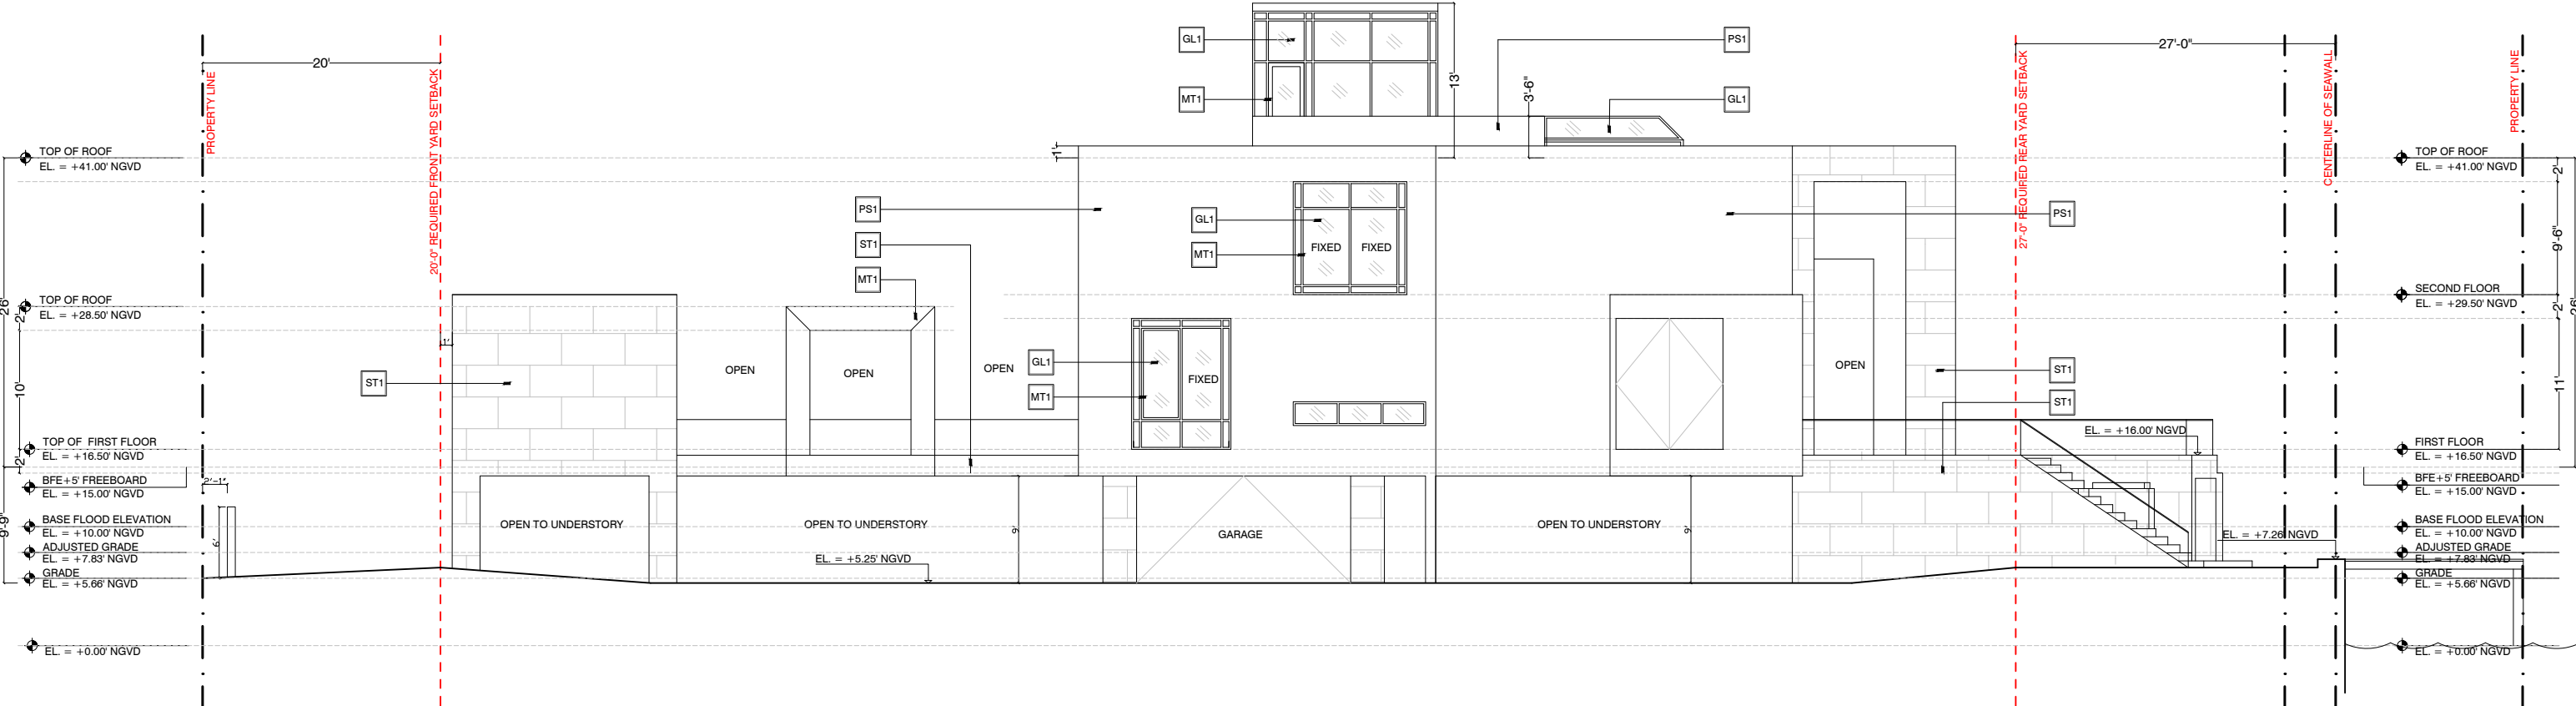 GL1
PS1
27'-0"
20'
PROPERTY LINE
20'-0" REQUIRED FRONT YARD SETBACK
27'-0" REQUIRED REAR YARD SETBACK
CENTERLINE OF SEAWALL
PROPERTY LINE
MT1
GL1
13'
3'-6"
1'
TOP OF ROOF
EL. = +41.00' NGVD
TOP OF ROOF
EL. = +41.00' NGVD
2'
PS1
ST1
MT1
GL1
MT1
FIXED
FIXED
PS1
9'-6"
26'
TOP OF ROOF
EL. = +28.50' NGVD
2'
SECOND FLOOR
EL. = +29.50' NGVD
2'
26'
1'
ST1
OPEN
OPEN
OPEN
GL1
MT1
FIXED
OPEN
ST1
ST1
10'
11'
TOP OF FIRST FLOOR
EL. = +16.50' NGVD
2'
EL. = +16.00' NGVD
FIRST FLOOR
EL. = +16.50' NGVD
BFE+5' FREEBOARD
EL. = +15.00' NGVD
2'-1"
BFE+5' FREEBOARD
EL. = +15.00' NGVD
9'-9"
BASE FLOOD ELEVATION
EL. = +10.00' NGVD
6'
OPEN TO UNDERSTORY
OPEN TO UNDERSTORY
9'
GARAGE
OPEN TO UNDERSTORY
9'
EL. = +7.26' NGVD
BASE FLOOD ELEVATION
EL. = +10.00' NGVD
ADJUSTED GRADE
EL. = +7.83' NGVD
EL. = +5.25' NGVD
ADJUSTED GRADE
EL. = +7.83' NGVD
GRADE
EL. = +5.66' NGVD
GRADE
EL. = +5.66' NGVD
EL. = +0.00' NGVD
EL. = +0.00' NGVD